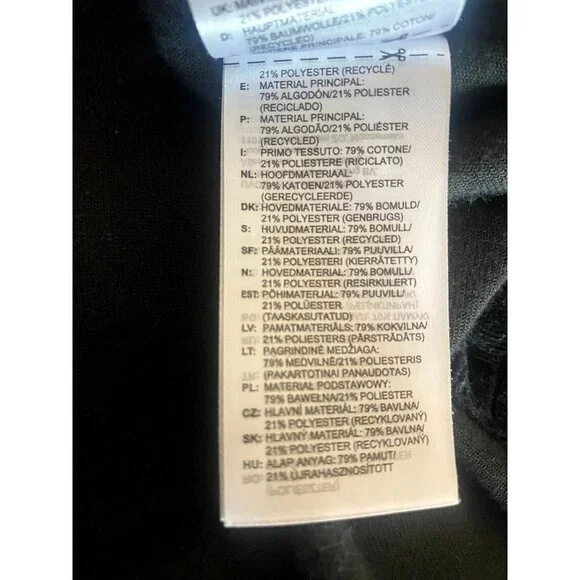 21% POLYESTER
D: HAUPTMATERIAL:
79% BAUMWOLLE/21% POLYESTER
(RECYCLED)
PRINCIPALE: 79% COTON/
21% POLYESTER (RECYCLÉ)
E: MATERIAL PRINCIPAL:
79% ALGODÓN/21% POLIESTER
(RECICLADO)
P: MATERIAL PRINCIPAL:
79% ALGODÃO/21% POLIÉSTER
(RECYCLED)
I: PRIMO TESSUTO: 79% COTONE/
21% POLIESTERE (RICICLATO)
NL: HOOFDMATERIAAL:
79% KATOEN/21% POLYESTER
(GERECYCLEERDE)
DK: HOVEDMATERIALE: 79% BOMULD/
21% POLYESTER (GENBRUGS)
S: HUVUDMATERIAL: 79% BOMULL/
21% POLYESTER (RECYCLED)
SF: PÄÄMATERIAALI: 79% PUUVILLA/
21% POLYESTERI (KIERRÄTETTY)
N: HOVEDMATERIAL: 79% BOMULL/
21% POLYESTER (RESIRKULERT)
EST: PÕHIMATERJAL: 79% PUUVILL/
21% POLÜESTER
(TAASKASUTATUD)
LV: PAMATMATERIĀLS: 79% KOKVILNA/
21% POLIESTERS (PĀRSTRĀDĀTS)
LT: PAGRINDINĖ MEDŽIAGA:
79% MEDVILNĖ/21% POLIESTERIS
(PAKARTOTINAI PANAUDOTAS)
PL: MATERIAŁ PODSTAWOWY:
79% BAWEŁNA/21% POLIESTER
CZ: HLAVNÍ MATERIÁL: 79% BAVLNA/
21% POLYESTER (RECYKLOVANÝ)
SK: HLAVNÝ MATERIÁL: 79% BAVLNA/
21% POLYESTER (RECYKLOVANÝ)
HU: ALAP ANYAG: 79% PAMUT/
21% ÚJRAHASZNOSÍTOTT